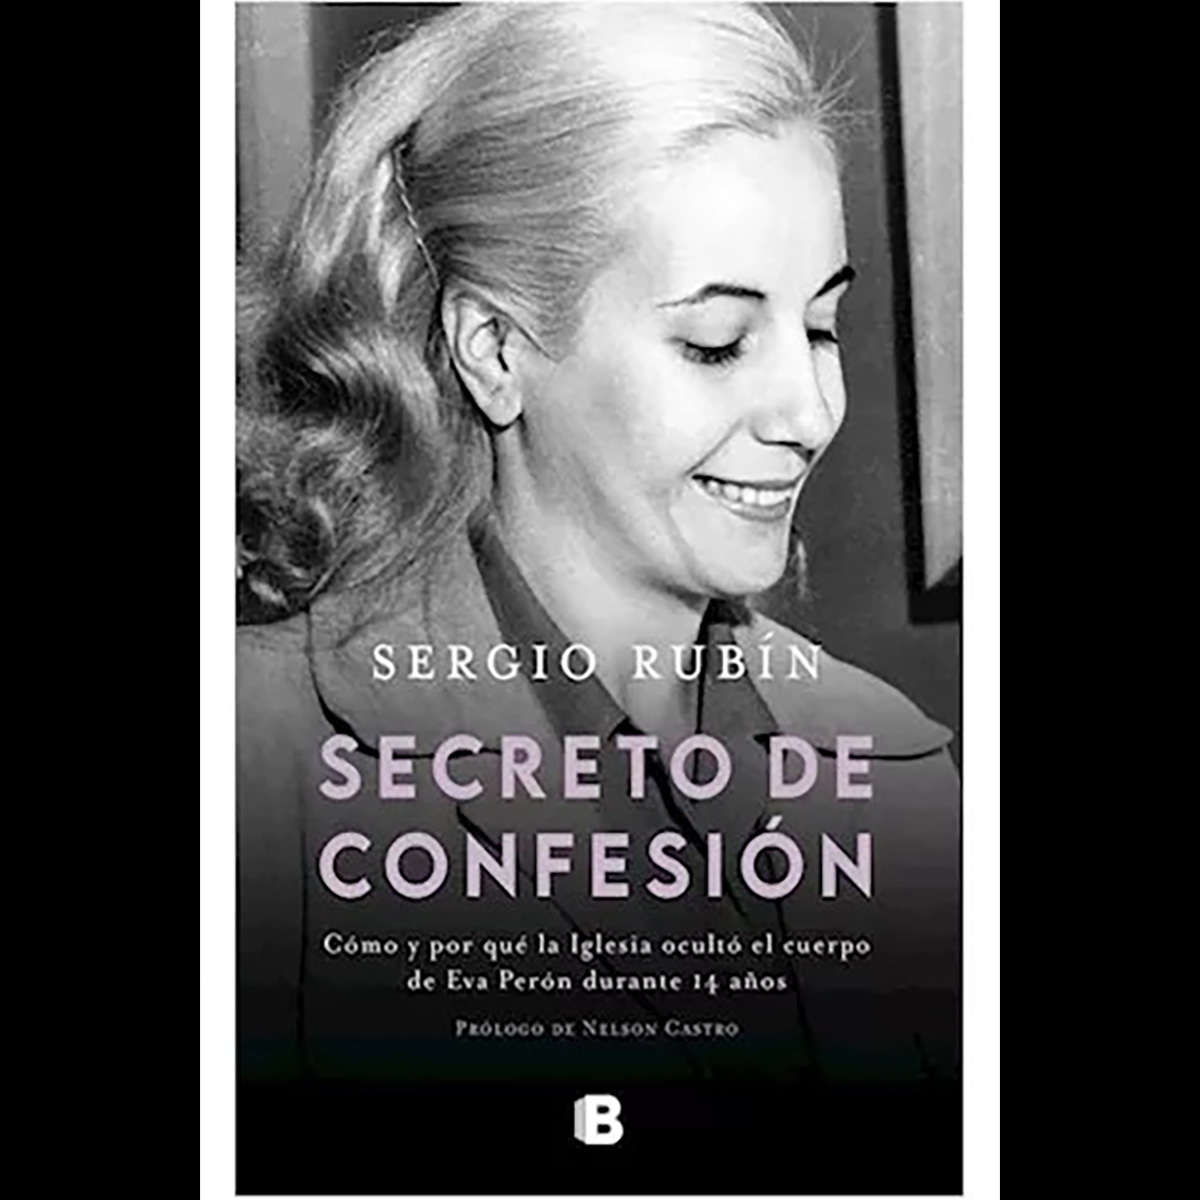 SERGIO RUBÍN
SECRETO DE
CONFESIÓN
Cómo y por qué la Iglesia ocultó el cuerpo
de Eva Perón durante 14 años
PRÓLOGO DE NELSON CASTRO
B